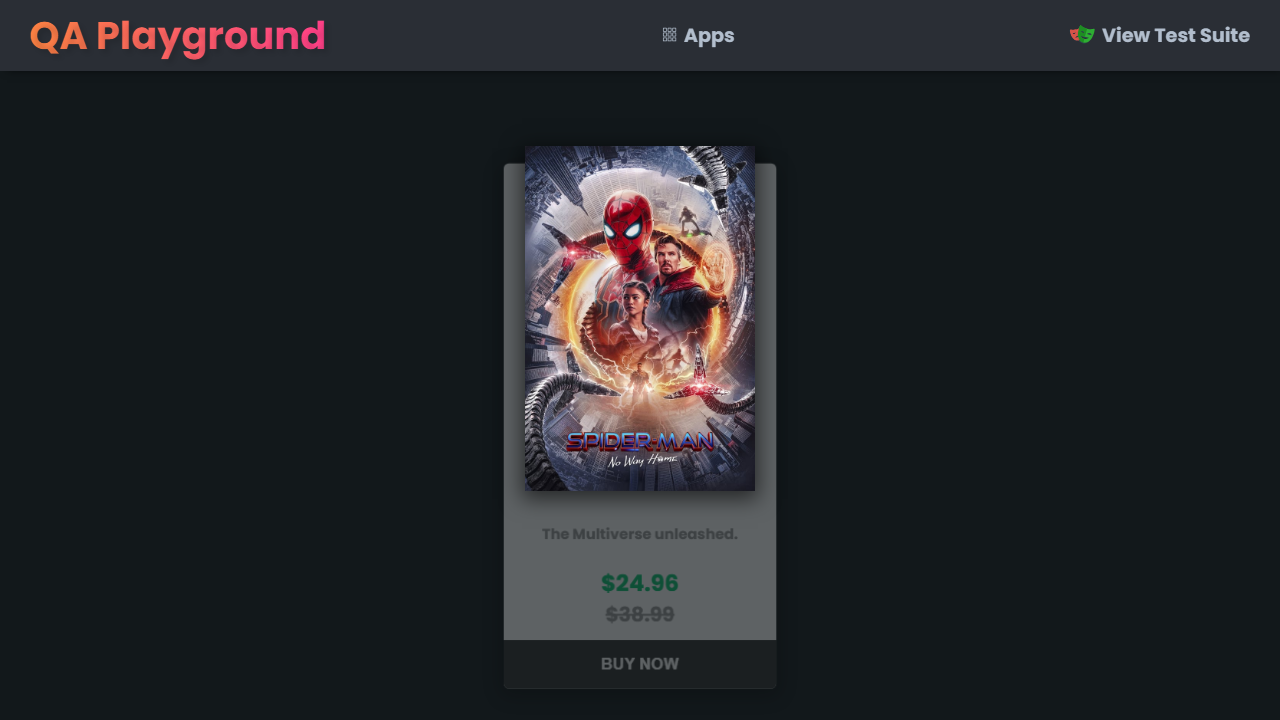 QA Playground
Apps
View Test Suite
SPIDER-MAN
No Way Home
The Multiverse unleashed.
$24.96
$38.99
BUY NOW